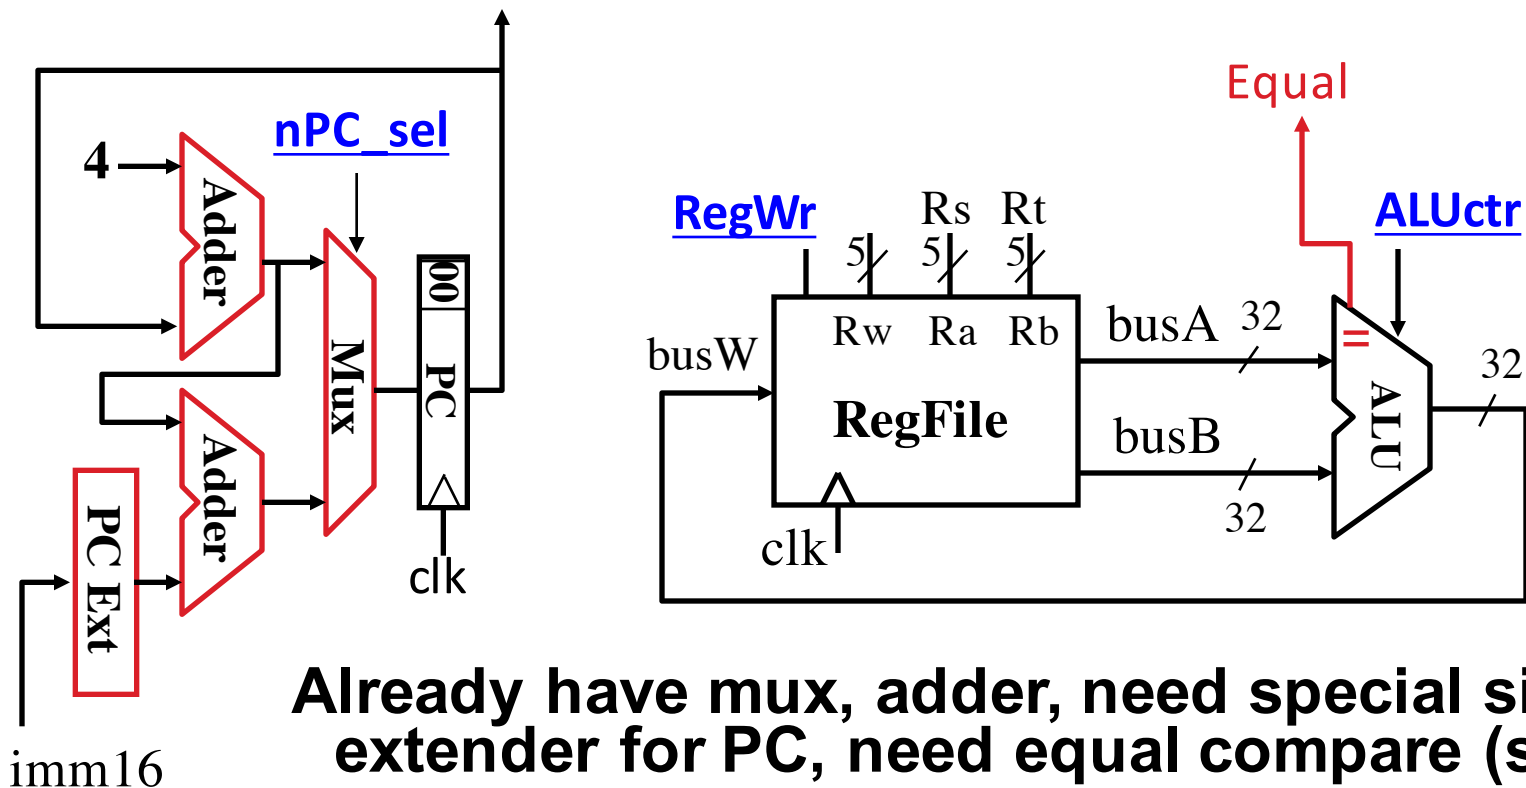 Equal
nPC_sel
4
Adder
RegWr
Rs
Rt
ALUctr
5
5
5
00
Rw
Ra
Rb
busA
32
=
busW
32
Mux
PC
RegFile
ALU
busB
Adder
32
PC Ext
clk
clk
Already have mux, adder, need special
extender for PC, need equal compare
imm16